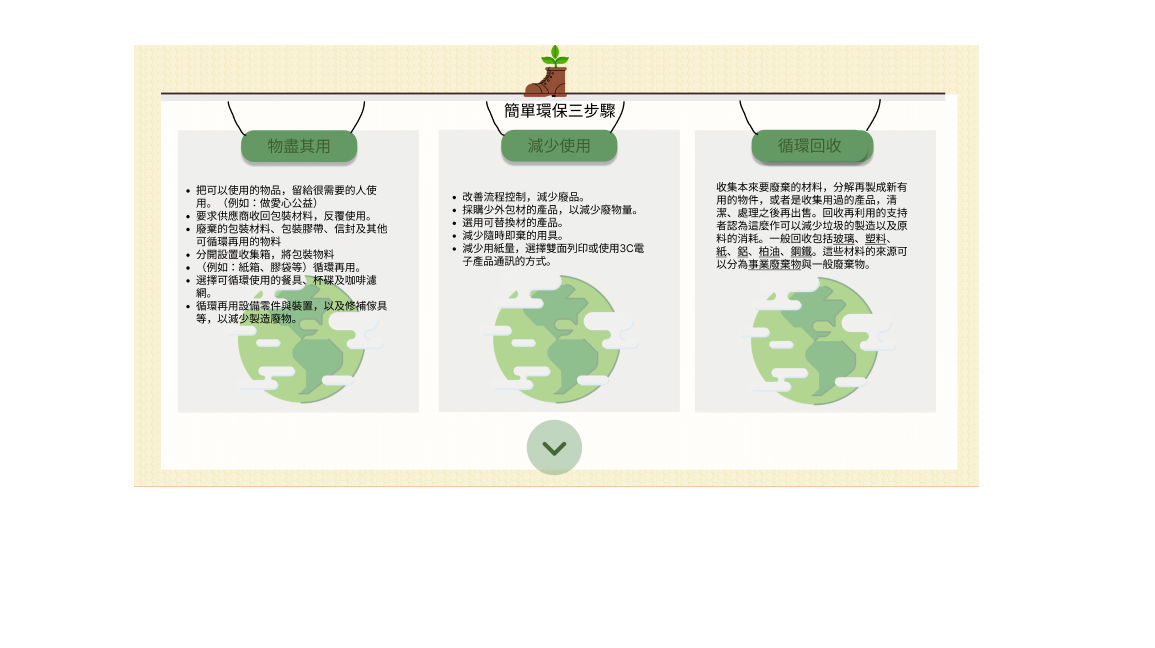 簡單環保三步驟
物盡其用
• 把可以使用的物品，留給很需要的人使
用。（例如：做愛心公益）
• 要求供應商收回包裝材料，反覆使用。
• 廢棄的包裝材料、包裝膠帶、信封及其他
可循環再用的物料
• 分開設置收集箱，將包裝物料
• （例如：紙箱、膠袋等）循環再用。
• 選擇可循環使用的餐具、杯碟及咖啡濾
網。
• 循環再用設備零件與裝置，以及修補傢具
等，以減少製造廢物。
減少使用
• 改善流程控制，減少廢品。
• 採購少外包材的產品，以減少廢物量。
• 選用可替換材的產品。
• 減少隨時即棄的用具。
• 減少用紙量，選擇雙面列印或使用3C電
子產品通訊的方式。
循環回收
收集本來要廢棄的材料，分解再製成新有
用的物件，或者是收集用過的產品，清
潔、處理之後再出售。回收再利用的支持
者認為這麼作可以減少垃圾的製造以及原
料的消耗。一般回收包括玻璃、塑料、
紙、鋁、柏油、鋼鐵。這些材料的來源可
以分為事業廢棄物與一般廢棄物。